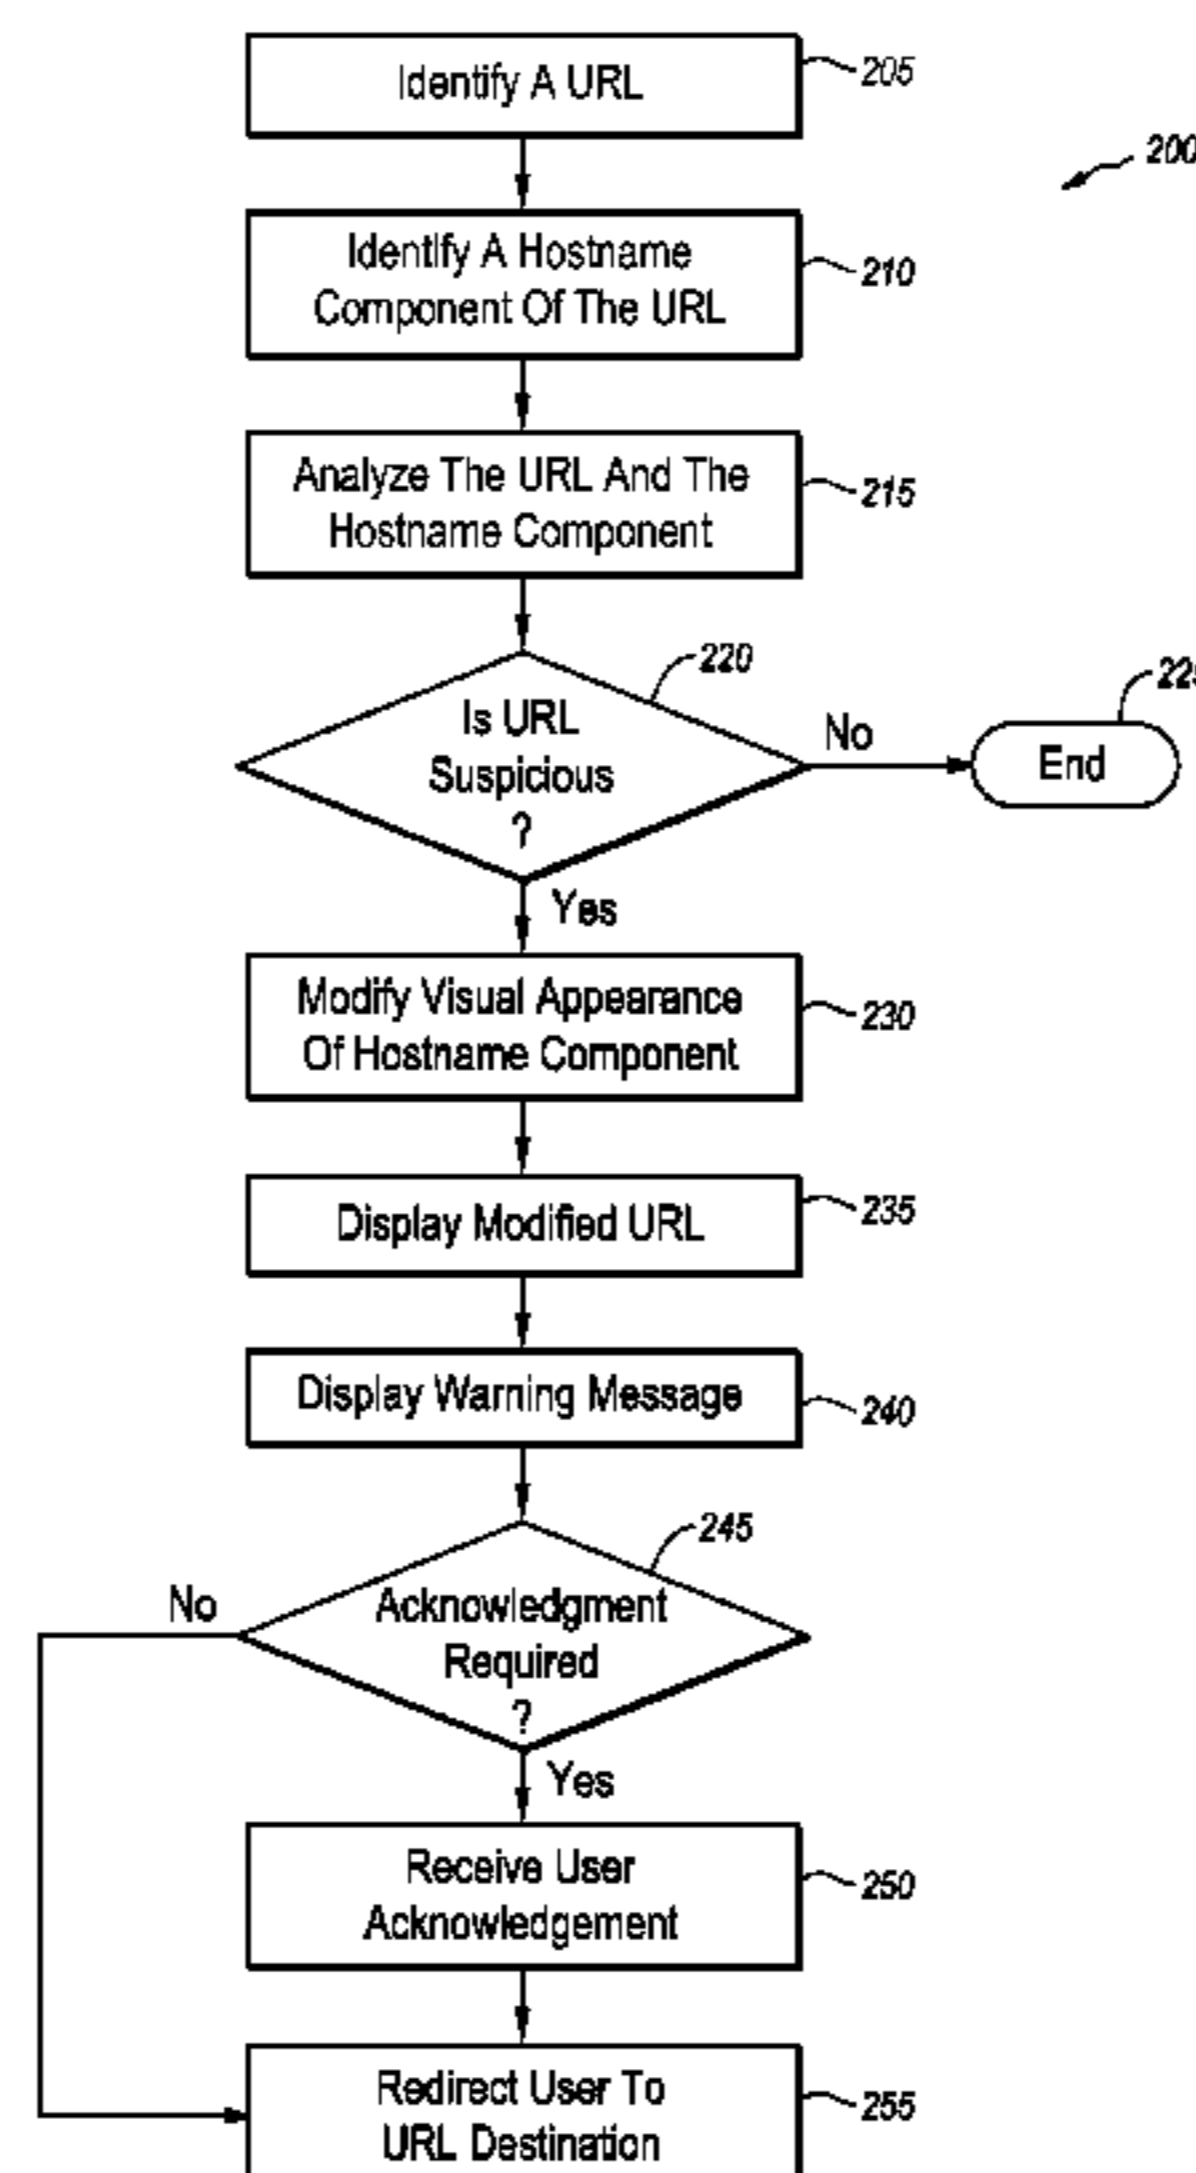 Identify A URL
205
200
Identify A Hostname
Component Of The URL
210
Analyze The URL And The
Hostname Component
215
220
Is URL
Suspicious
?
No
End
Yes
Modify Visual Appearance
Of Hostname Component
230
Display Modified URL
235
Display Warning Message
240
245
Acknowledgment
Required
?
No
Yes
Receive User
Acknowledgement
250
Redirect User To
URL Destination
255